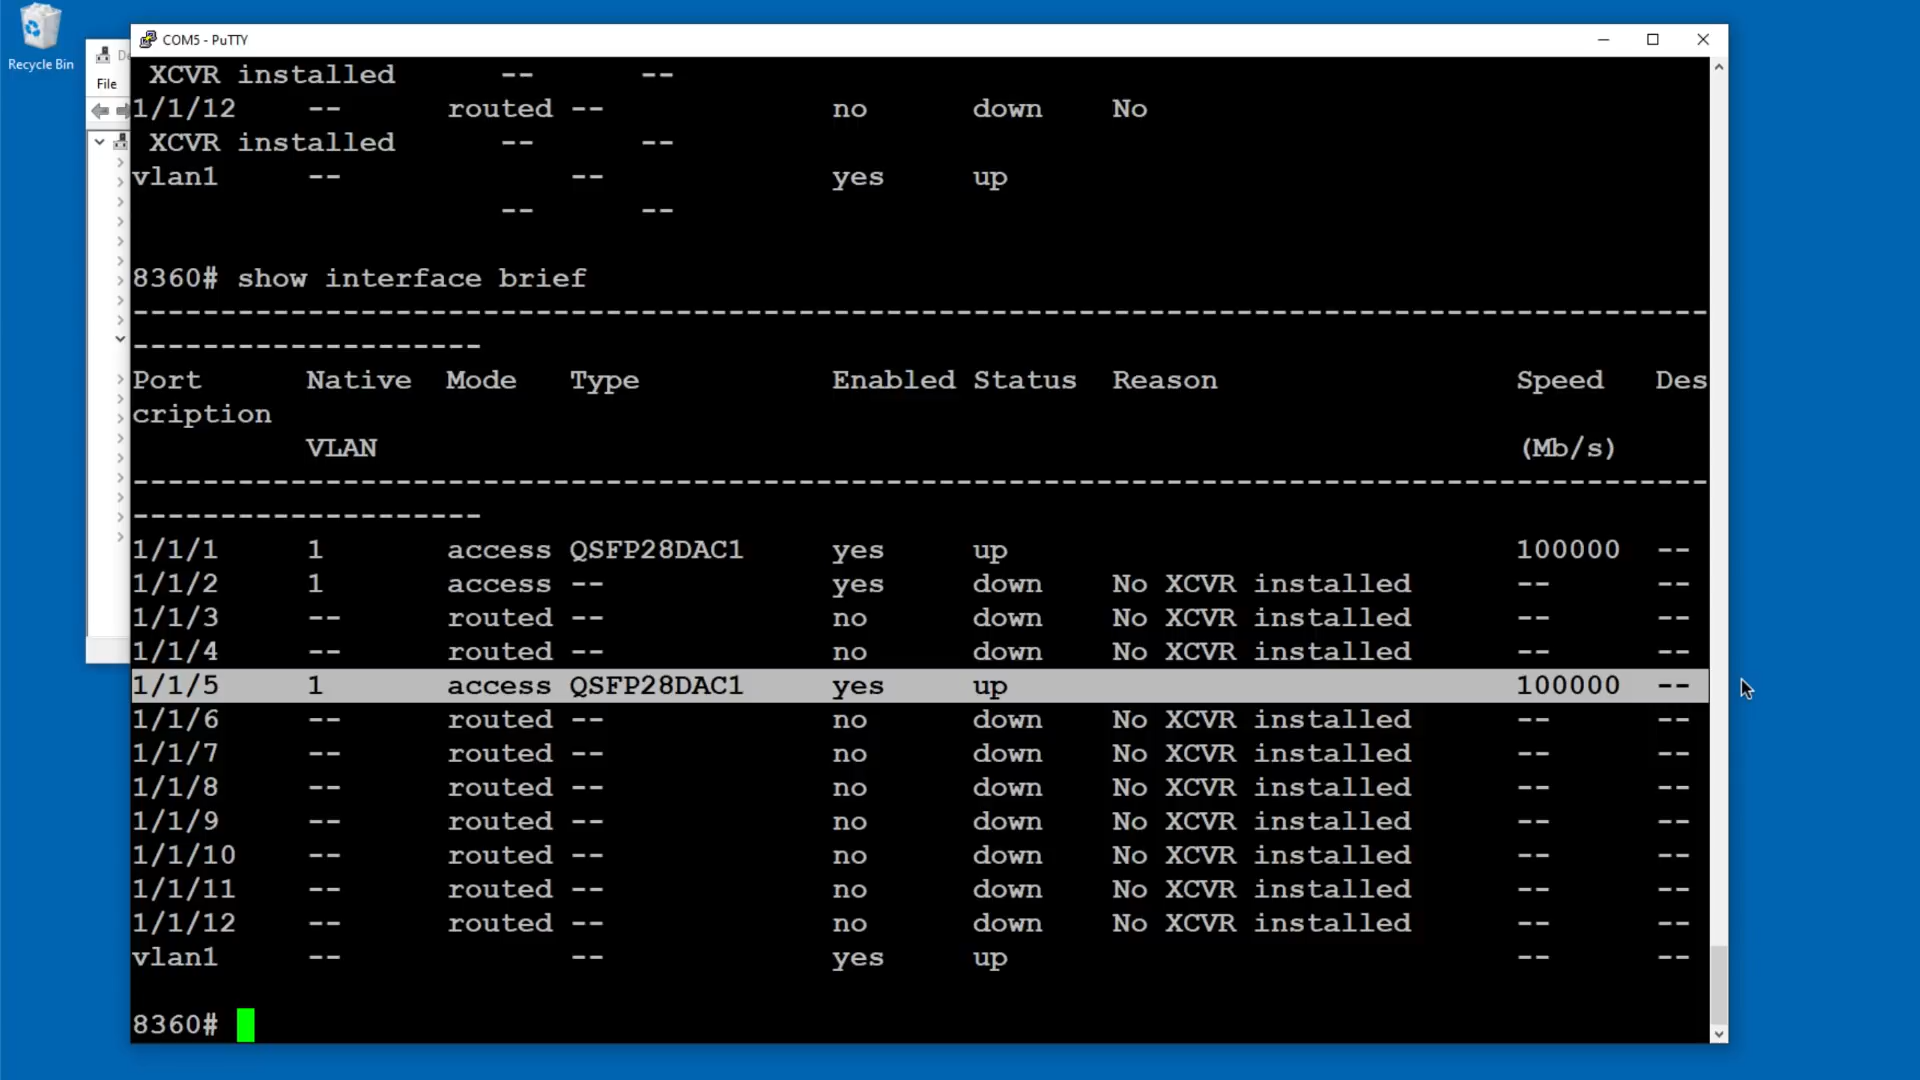 Recycle Bin
De
File
COM5 - PuTTY
XCVR installed -- --
1/1/12 -- routed -- no down No
XCVR installed -- --
vlan1 -- -- yes up
-- --
8360# show interface brief
------------------------------------------------------------------------------------------
--------------------
Port Native Mode Type Enabled Status Reason Speed Des
cription
VLAN (Mb/s)
------------------------------------------------------------------------------------------
--------------------
1/1/1 1 access QSFP28DAC1 yes up 100000 --
1/1/2 1 access -- yes down No XCVR installed -- --
1/1/3 -- routed -- no down No XCVR installed -- --
1/1/4 -- routed -- no down No XCVR installed -- --
1/1/5 1 access QSFP28DAC1 yes up 100000 --
1/1/6 -- routed -- no down No XCVR installed -- --
1/1/7 -- routed -- no down No XCVR installed -- --
1/1/8 -- routed -- no down No XCVR installed -- --
1/1/9 -- routed -- no down No XCVR installed -- --
1/1/10 -- routed -- no down No XCVR installed -- --
1/1/11 -- routed -- no down No XCVR installed -- --
1/1/12 -- routed -- no down No XCVR installed -- --
vlan1 -- -- yes up -- --
8360#